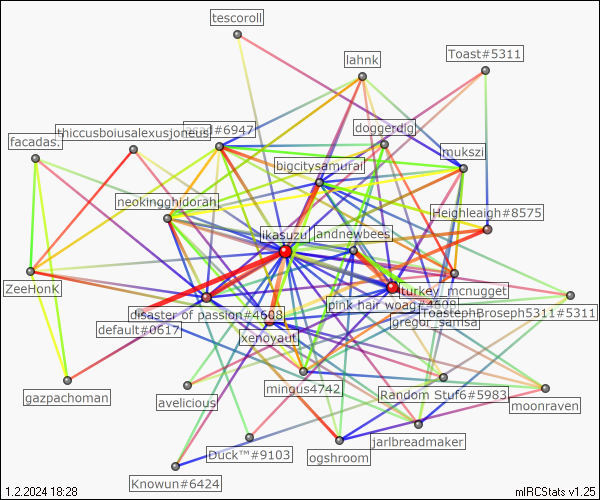 tescoroll
lahnk
Toast#5311
doggerdig
thiccusboiusalexusjoneus
#6947
facadas.
mukszi
bigcitysamurai
neokingghidorah
Heighleaigh#8575
ikasuzu
andnewbees
turkey_mcnugget
ZeeHonk
pink hair woag#4608
disaster of passion#4608
ToastephBroseph5311#5311
default#0617
gregor_samsa
xenoyaut
mingus4742
Random Stuf6#5983
gazpachoman
avelicious
moonraven
jarlbreadmaker
Duck™#9103
ogshroom
Knowun#6424
1.2.2024 18:28
mIRCStats v1.25